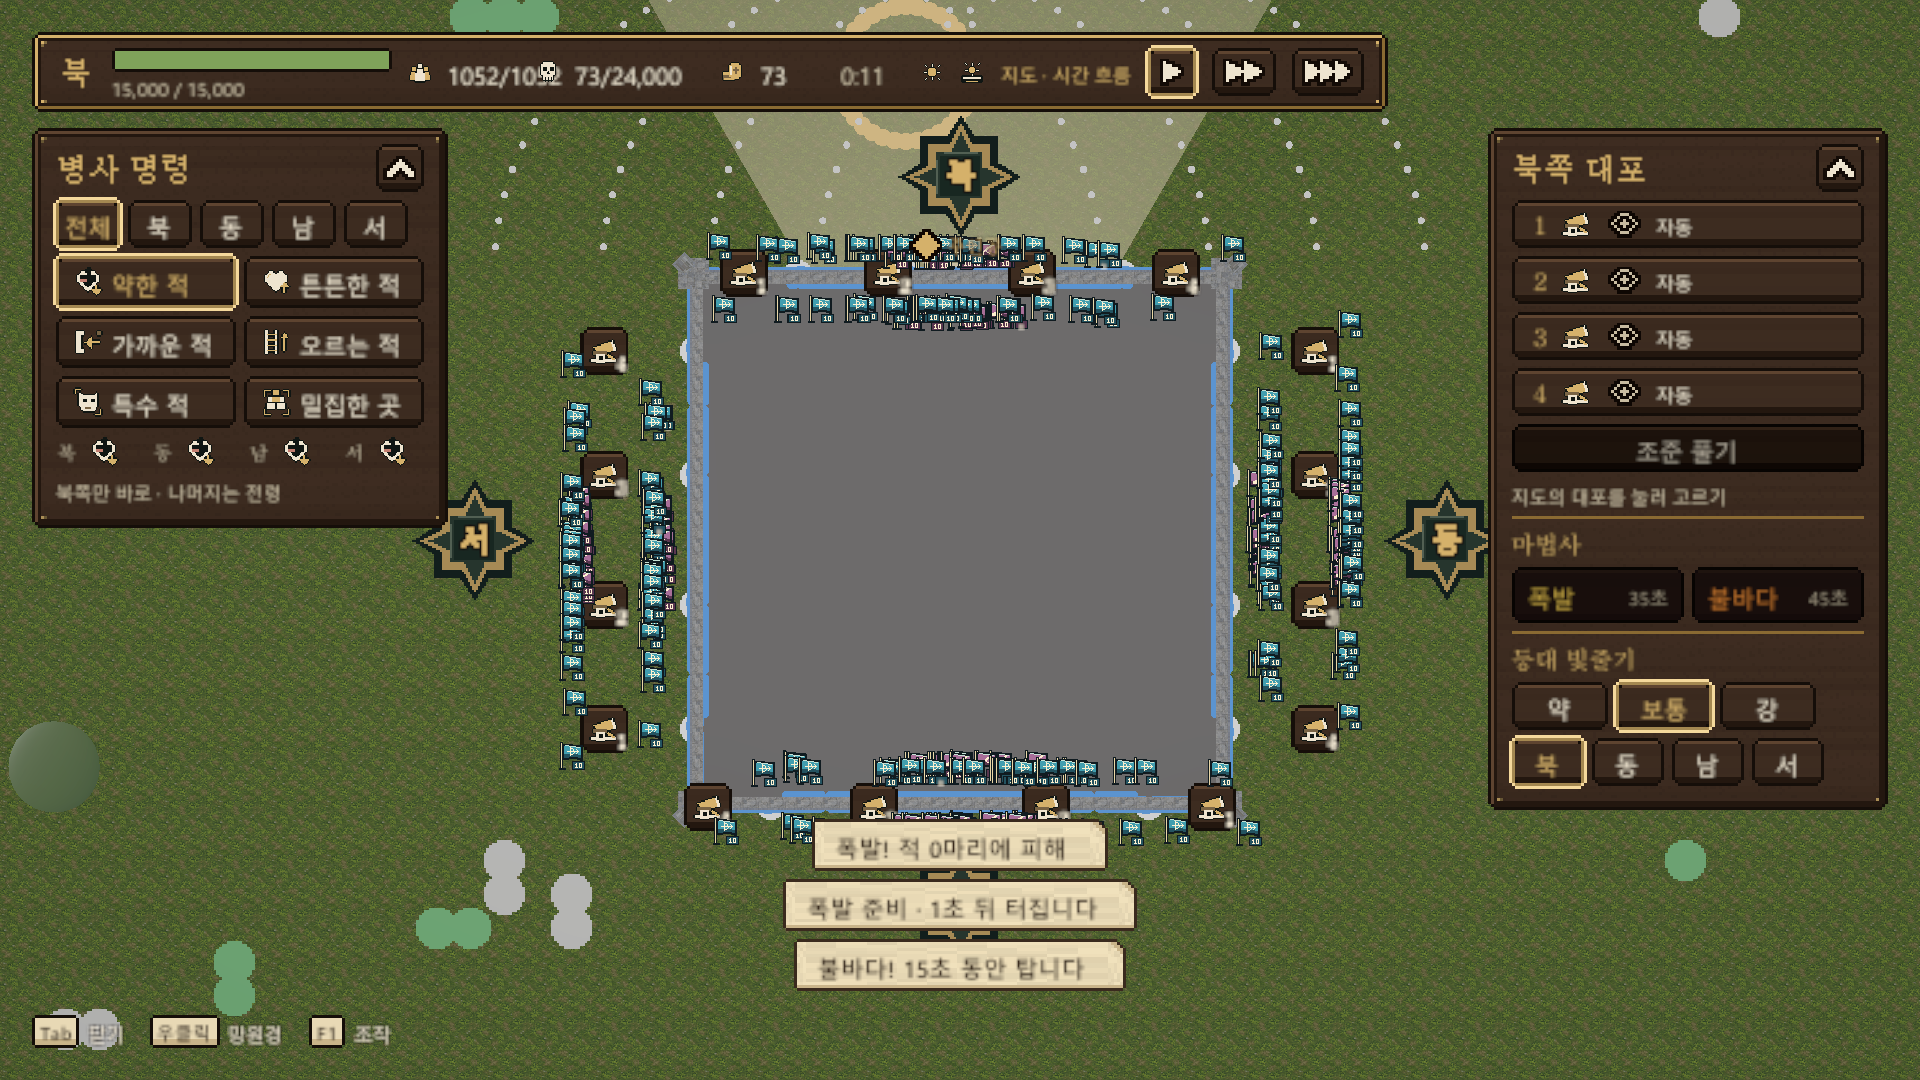 북
15,000 / 15,000
1052/1052
73/24,000
73
0:11
지도 · 시간 흐름
병사 명령
전체 북 동 남 서
약한 적 튼튼한 적
가까운 적 오르는 적
특수 적 밀집한 곳
북 동 남 서
북쪽만 바로 · 나머지는 전령
북
서
동
북쪽 대포
1 자동
2 자동
3 자동
4 자동
조준 풀기
지도의 대포를 눌러 고르기
마법사
폭발 35초 불바다 45초
등대 빛줄기
약 보통 강
북 동 남 서
폭발! 적 0마리에 피해
폭발 준비 · 1초 뒤 터집니다
불바다! 15초 동안 탑니다
Tab 우클릭 망원경 F1 조작